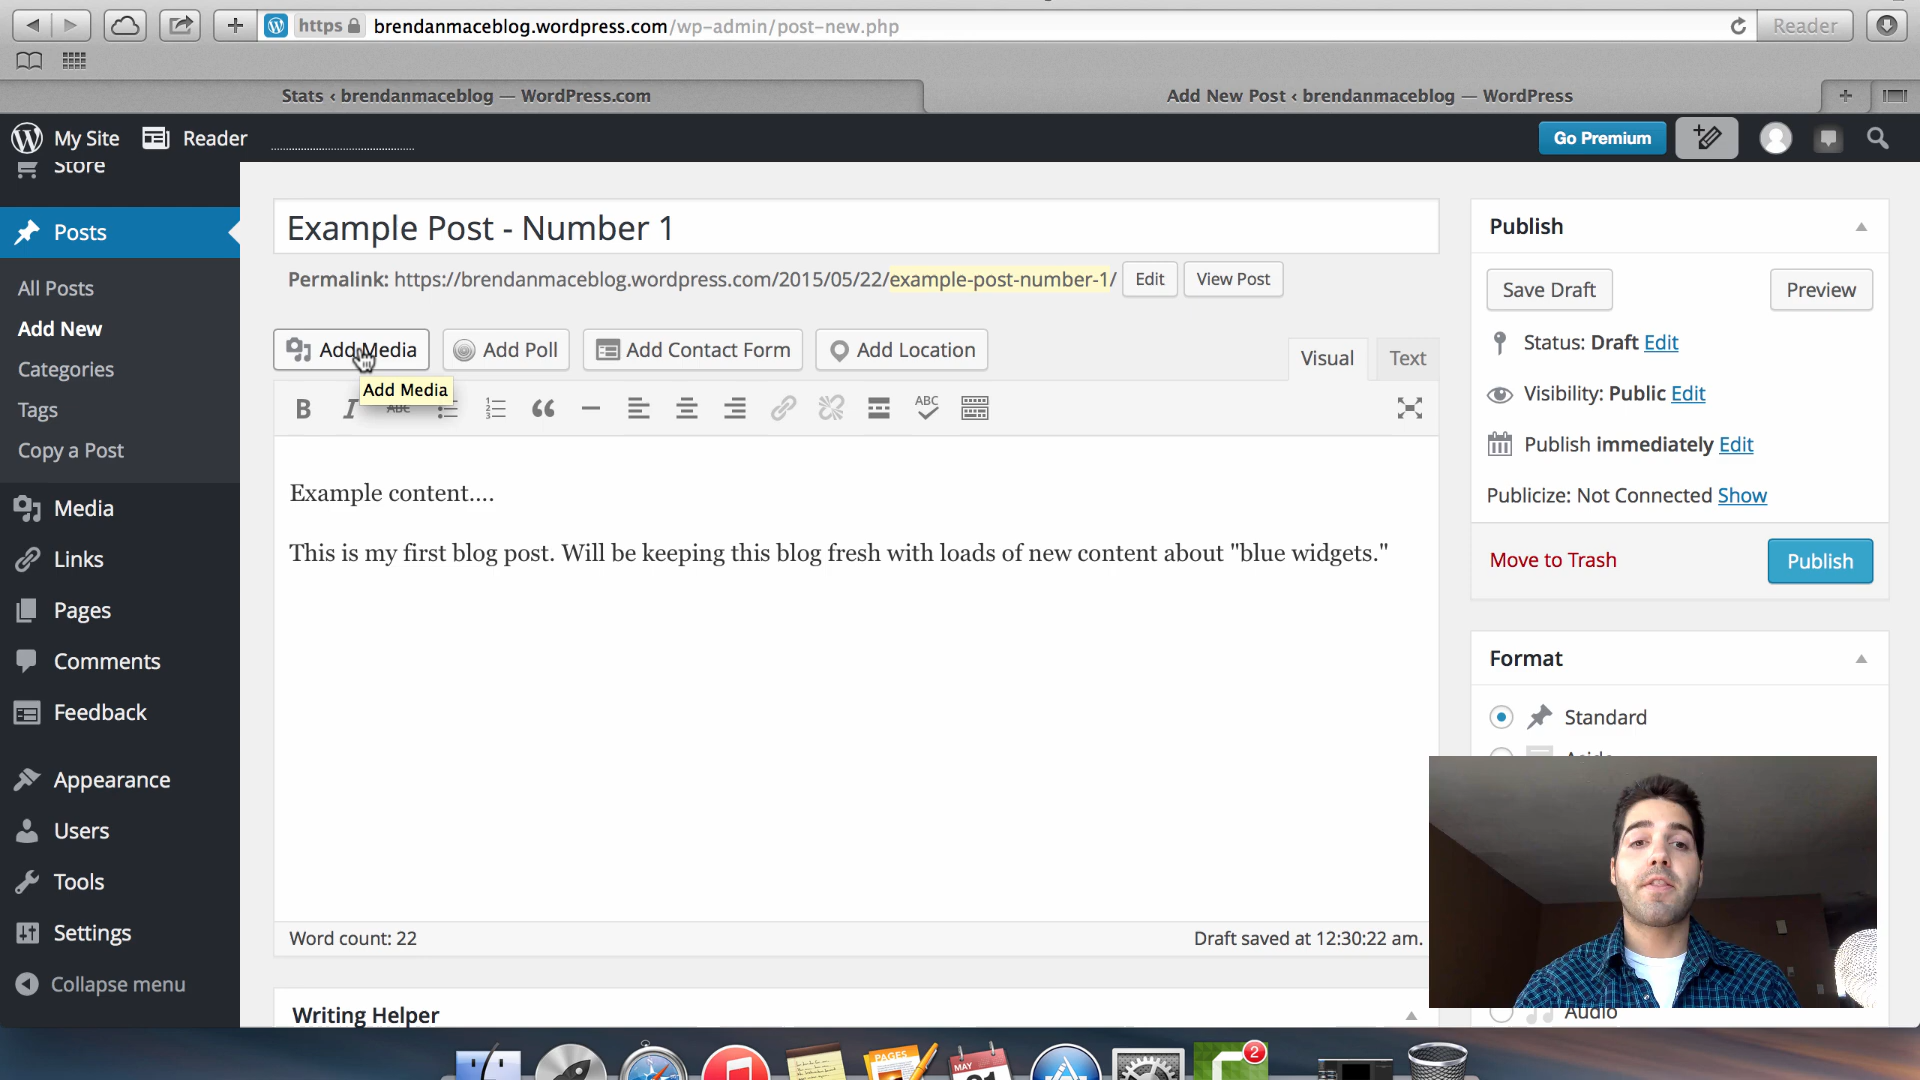 https brendanmaceblog.wordpress.com/wp-admin/post-new.php Reader
Stats ‹ brendanmaceblog — WordPress.com
Add New Post ‹ brendanmaceblog — WordPress
My Site Reader Go Premium
Store
Posts
All Posts
Add New
Categories
Tags
Copy a Post
Media
Links
Pages
Comments
Feedback
Appearance
Users
Tools
Settings
Collapse menu
Example Post - Number 1
Permalink: https://brendanmaceblog.wordpress.com/2015/05/22/example-post-number-1/ Edit View Post
Add Media Add Poll Add Contact Form Add Location
Visual Text
Add Media
B I ABC ABC
Example content....
This is my first blog post. Will be keeping this blog fresh with loads of new content about "blue widgets."
Word count: 22 Draft saved at 12:30:22 am.
Writing Helper
Publish
Save Draft Preview
Status: Draft Edit
Visibility: Public Edit
Publish immediately Edit
Publicize: Not Connected Show
Move to Trash Publish
Format
Standard
Audio
PAGES
MAY
2